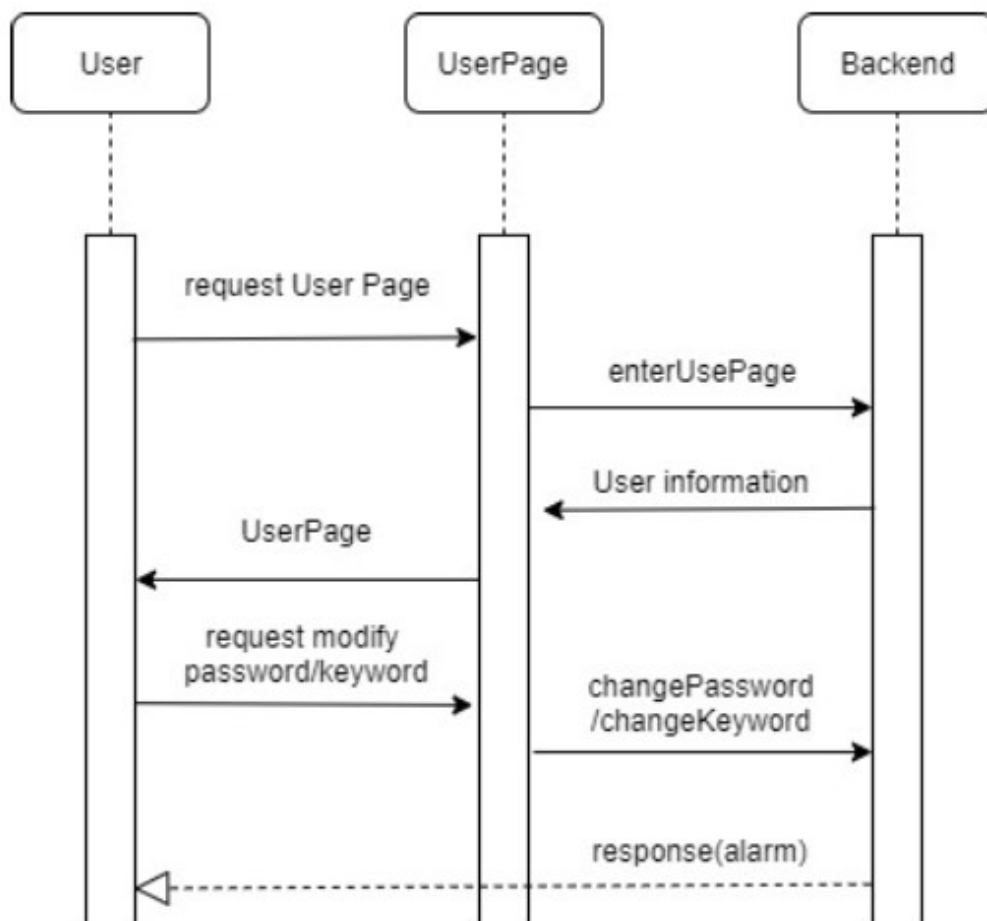 User
UserPage
Backend
request User Page
enterUsePage
User information
UserPage
request modify
password/keyword
changePassword
/changeKeyword
response(alarm)